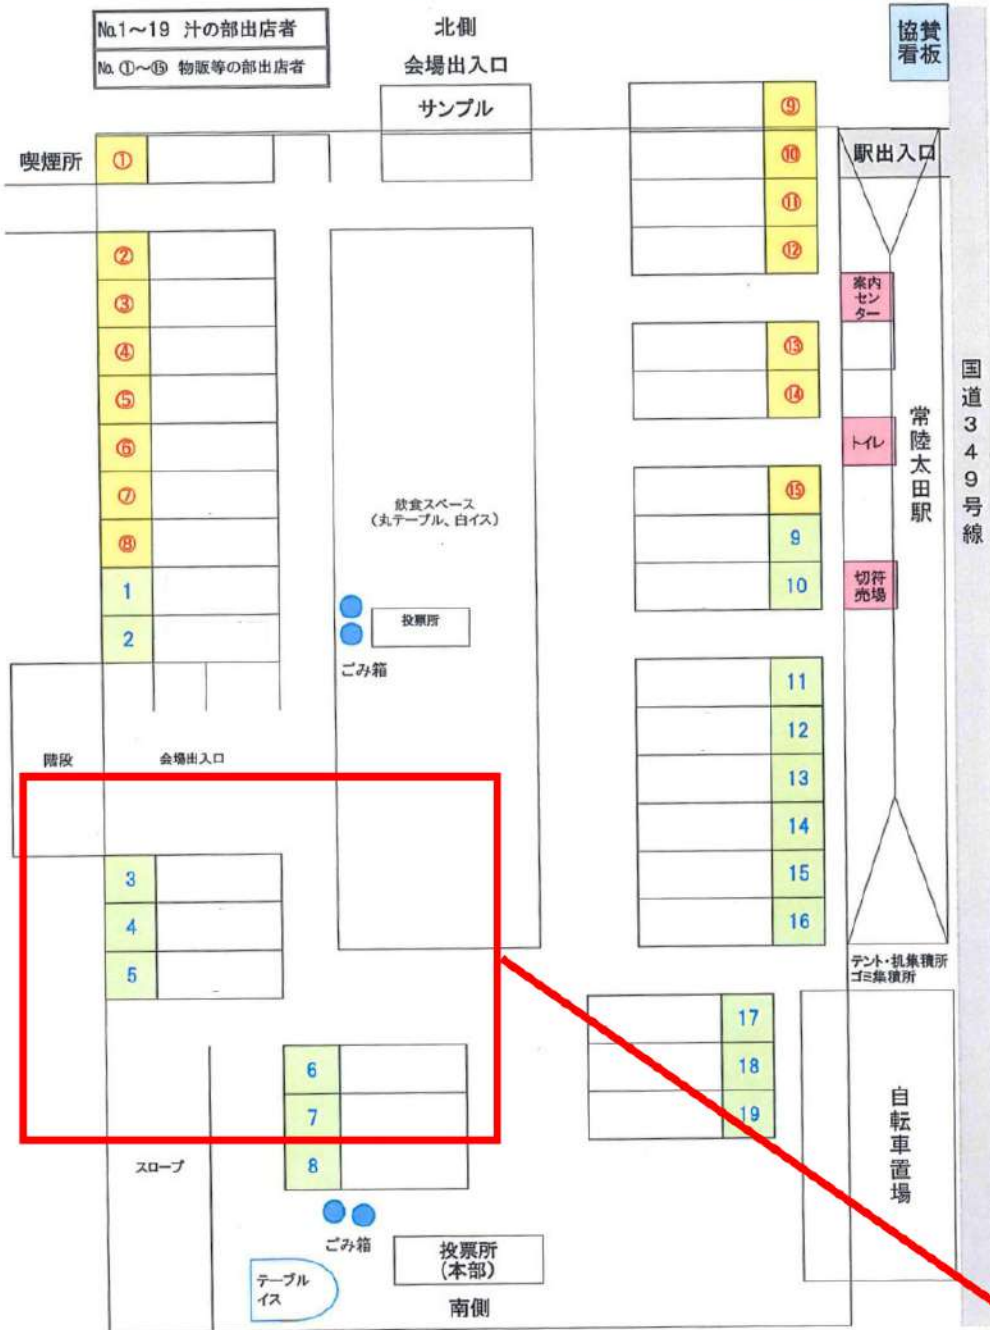 №1～19 汁の部出店者
№ ①～⑮ 物販等の部出店者
北側
会場出入口
サンプル
協賛
看板
喫煙所
①
②
③
④
⑤
⑥
⑦
⑧
1
2
⑨
⑩
⑪
⑫
⑬
⑭
⑮
9
10
11
12
13
14
15
16
駅出入口
案内
セン
ター
トイレ
切符
売場
常陸太田駅
国道349号線
飲食スペース
(丸テーブル、白イス)
投票所
ごみ箱
階段
会場出入口
3
4
5
6
7
8
17
18
19
テント・机集積所
ゴミ集積所
自転車置場
スロープ
ごみ箱
投票所
(本部)
テーブル
イス
南側